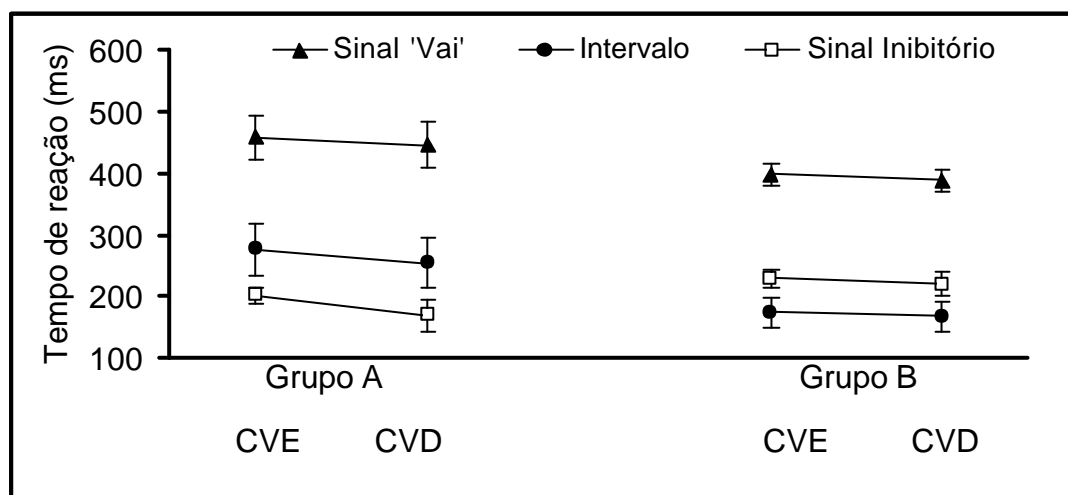 Sinal 'Vai' Intervalo Sinal Inibitório
Tempo de reação (ms)
600
500
400
300
200
100
Grupo A Grupo B
CVE CVD CVE CVD